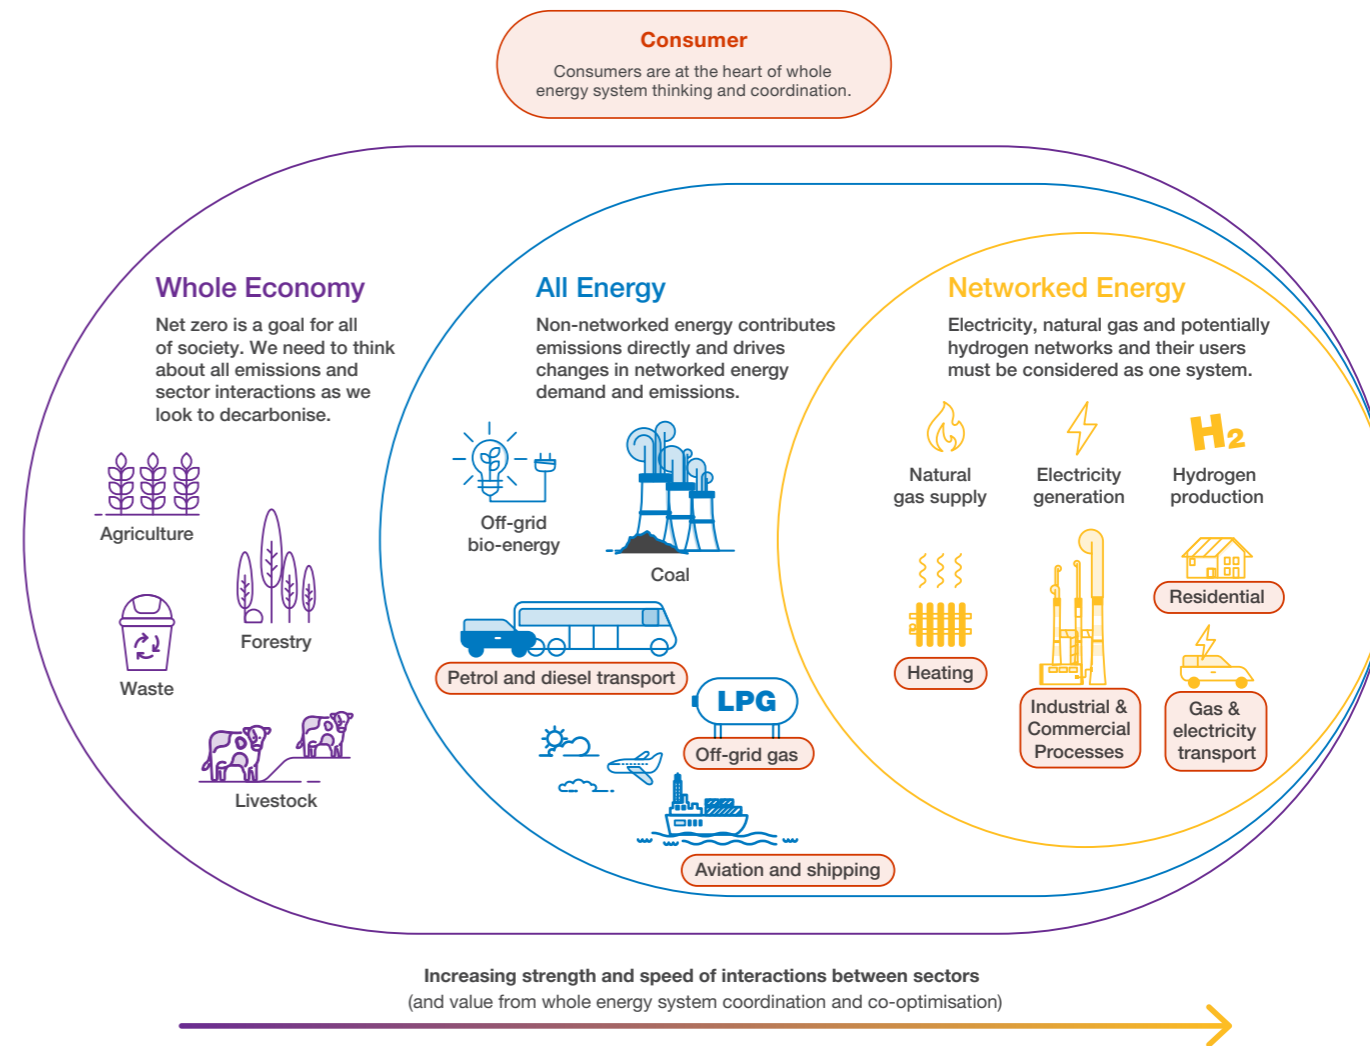 Consumer
Consumers are at the heart of whole
energy system thinking and coordination.
Whole Economy
Net zero is a goal for all
of society. We need to think
about all emissions and
sector interactions as we
look to decarbonise.
Agriculture
Forestry
Waste
Livestock
All Energy
Non-networked energy contributes
emissions directly and drives
changes in networked energy
demand and emissions.
Off-grid
bio-energy
Coal
Petrol and diesel transport
LPG
Off-grid gas
Aviation and shipping
Networked Energy
Electricity, natural gas and potentially
hydrogen networks and their users
must be considered as one system.
Natural
gas supply
Electricity
generation
H2
Hydrogen
production
Heating
Industrial &
Commercial
Processes
Residential
Gas &
electricity
transport
Increasing strength and speed of interactions between sectors
(and value from whole energy system coordination and co-optimisation)